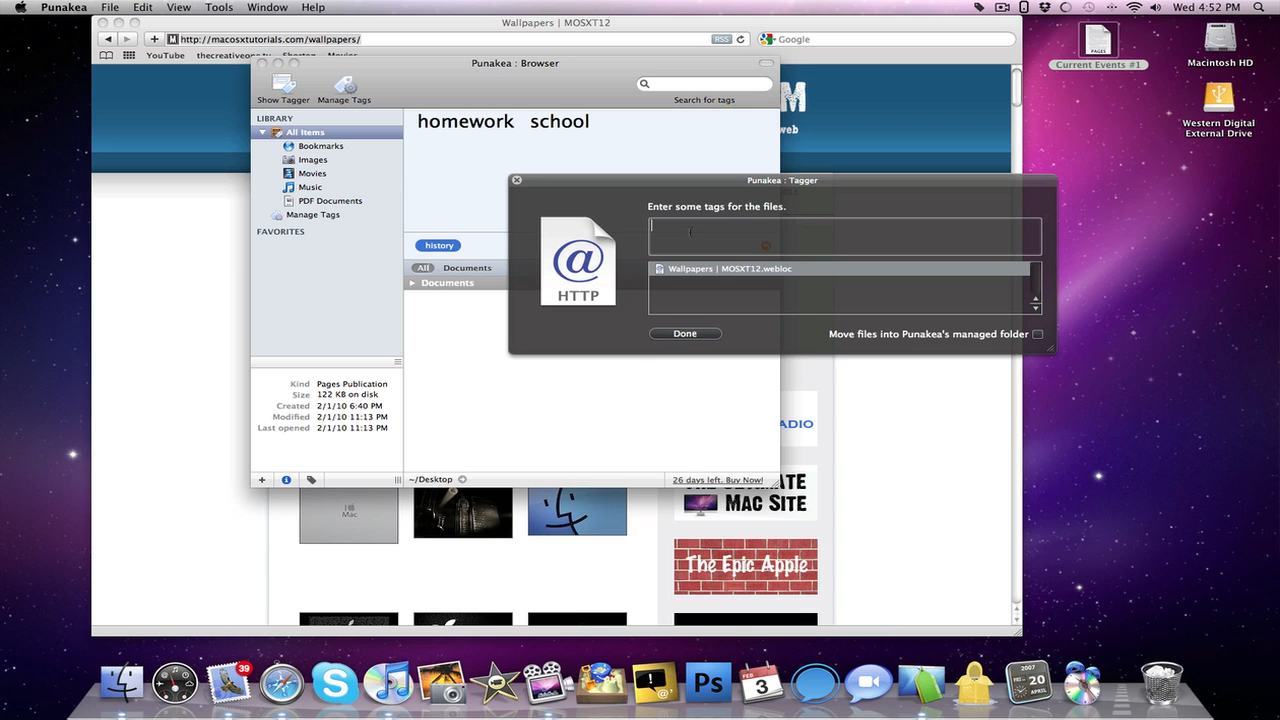 Punakea File Edit View Tools Window Help
Wed 4:52 PM
Wallpapers | MOSXT12
http://macosxtutorials.com/wallpapers/
RSS
Google
YouTube thecreativeone
Punakea : Browser
Show Tagger Manage Tags
Search for tags
LIBRARY
All Items
Bookmarks
Images
Movies
Music
PDF Documents
Manage Tags
FAVORITES
homework school
history
All Documents
Documents
Kind Pages Publication
Size 122 KB on disk
Created 2/1/10 6:40 PM
Modified 2/1/10 11:13 PM
Last opened 2/1/10 11:13 PM
~/Desktop
26 days left. Buy Now!
Punakea : Tagger
Enter some tags for the files.
HTTP
Wallpapers | MOSXT12.webloc
Done
Move files into Punakea's managed folder
M
web
ADIO
Mac
Mac Site
The Epic Apple
PAGES
Current Events #1
Macintosh HD
Western Digital
External Drive
39
Ps
FEB
3
2007
FRI
20
APRIL